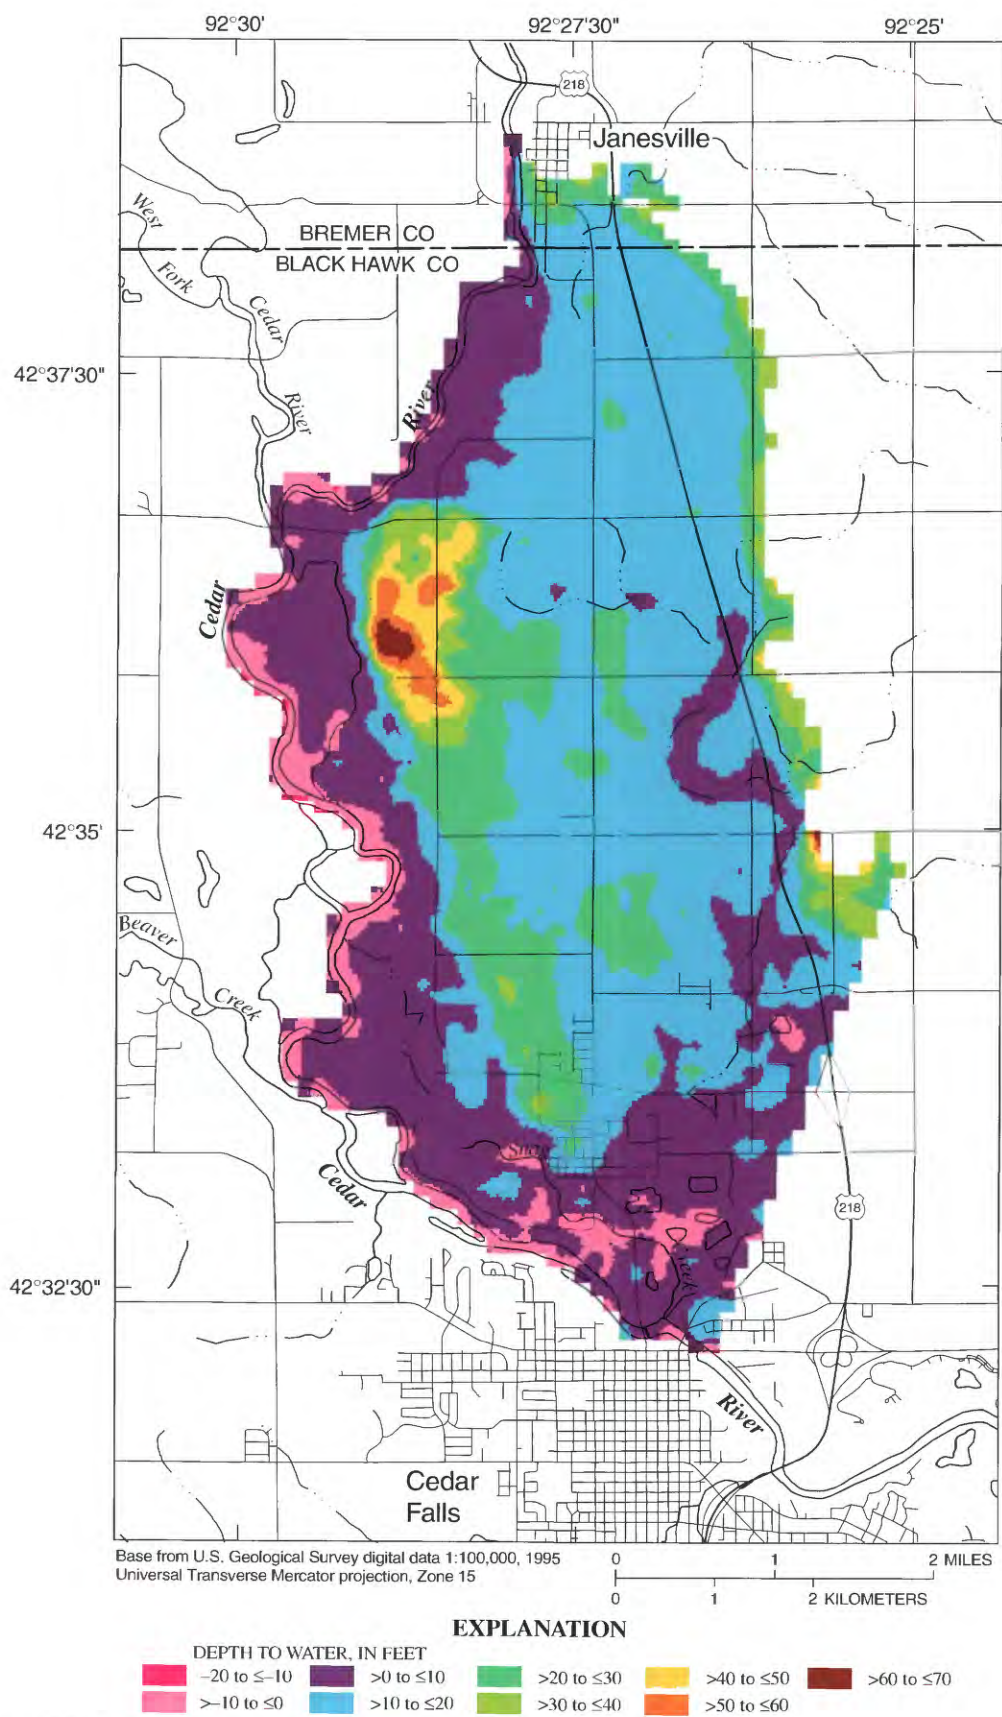 92°30' 92°27'30" 92°25'
218
Janesville
West
BREMER CO
BLACK HAWK CO
Fork
Cedar
42°37'30"
River
River
Cedar
42°35'
Beaver
Creek
Cedar
218
42°32'30"
River
Cedar
Falls
Base from U.S. Geological Survey digital data 1:100,000, 1995
Universal Transverse Mercator projection, Zone 15
0 1 2 MILES
0 1 2 KILOMETERS
EXPLANATION
DEPTH TO WATER, IN FEET
–20 to ≤–10 >0 to ≤10 >20 to ≤30 >40 to ≤50 >60 to ≤70
>–10 to ≤0 >10 to ≤20 >30 to ≤40 >50 to ≤60